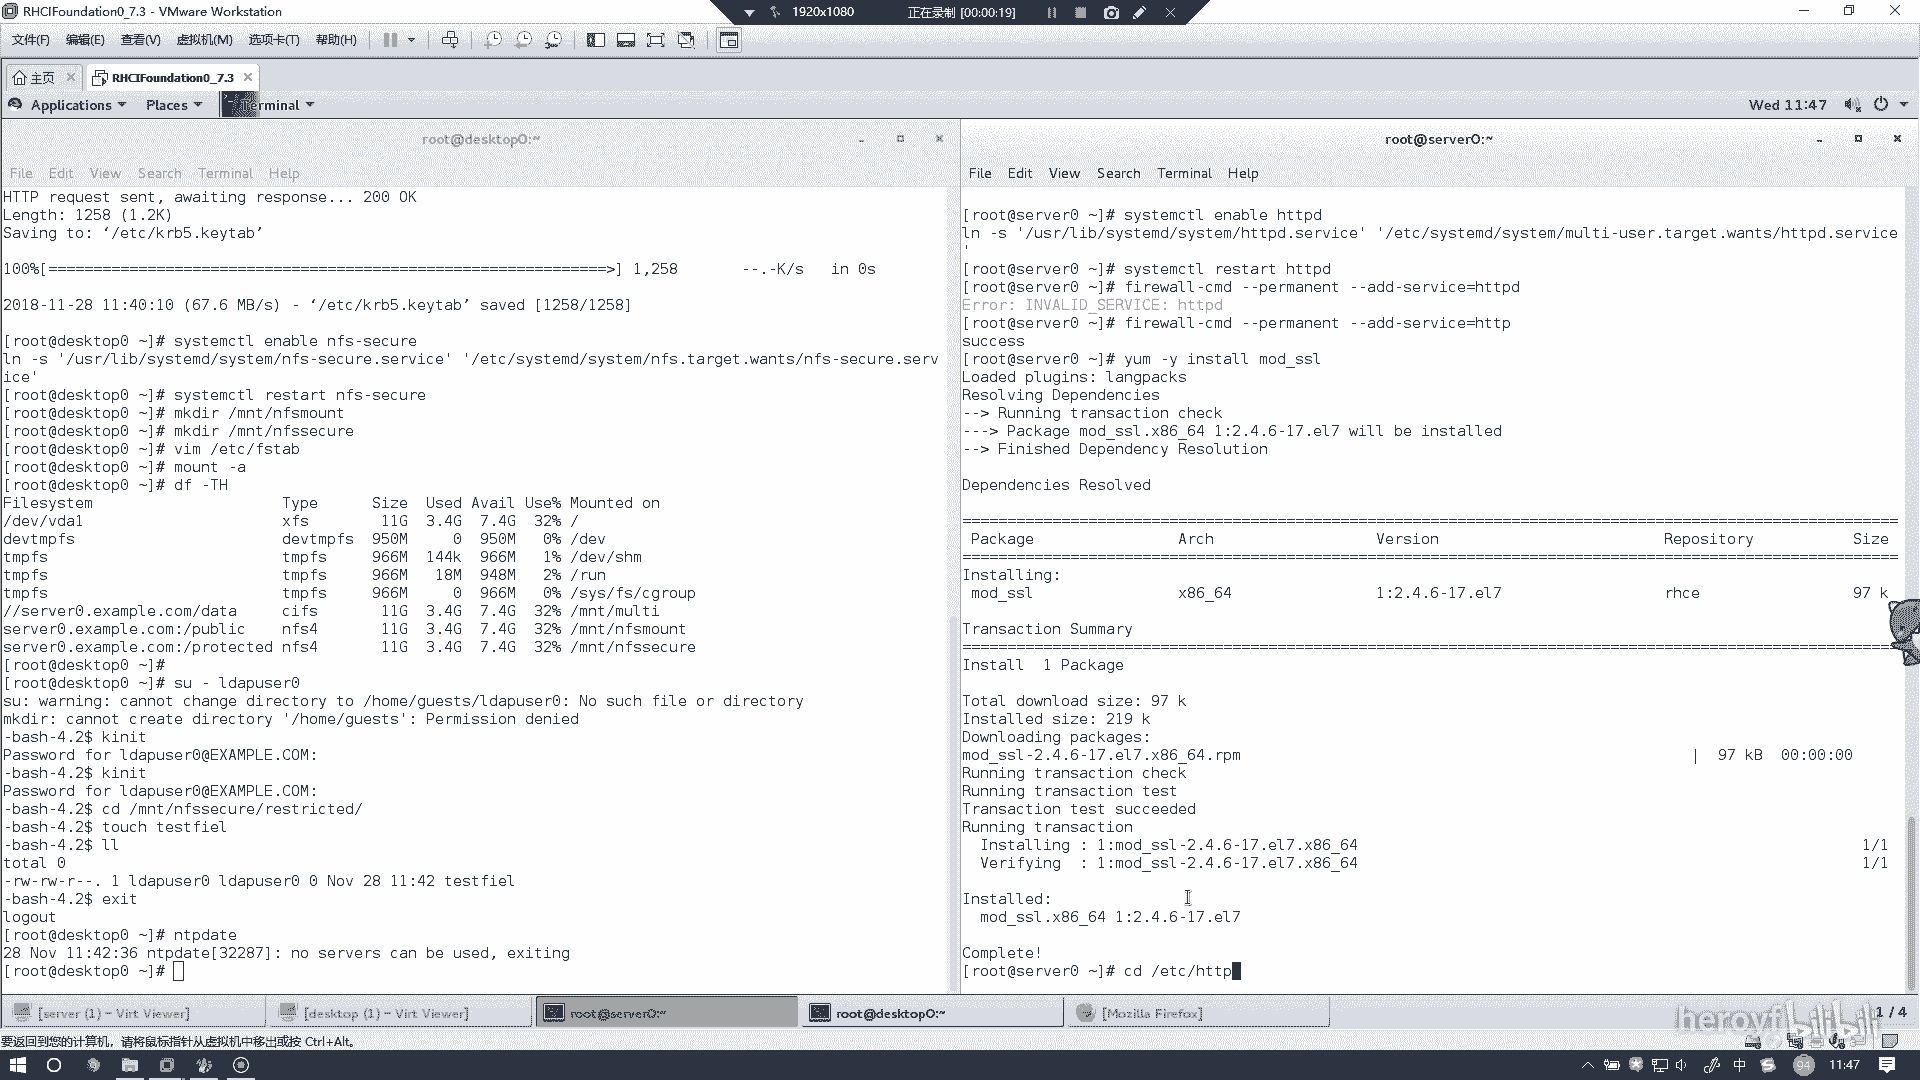 RHCIFoundation0_7.3 - VMware Workstation
1920x1080
正在录制 [00:00:19]
文件(F) 编辑(E) 查看(V) 虚拟机(M) 选项卡(T) 帮助(H)
主页
RHCIFoundation0_7.3
Applications Places Terminal
Wed 11:47
root@desktop0:~
File Edit View Search Terminal Help
HTTP request sent, awaiting response... 200 OK
Length: 1258 (1.2K)
Saving to: ‘/etc/krb5.keytab’
100%[==============================================================>] 1,258 --.-K/s in 0s
2018-11-28 11:40:10 (67.6 MB/s) - ‘/etc/krb5.keytab’ saved [1258/1258]
[root@desktop0 ~]# systemctl enable nfs-secure
ln -s '/usr/lib/systemd/system/nfs-secure.service' '/etc/systemd/system/nfs.target.wants/nfs-secure.serv
ice'
[root@desktop0 ~]# systemctl restart nfs-secure
[root@desktop0 ~]# mkdir /mnt/nfsmount
[root@desktop0 ~]# mkdir /mnt/nfssecure
[root@desktop0 ~]# vim /etc/fstab
[root@desktop0 ~]# mount -a
[root@desktop0 ~]# df -TH
Filesystem Type Size Used Avail Use% Mounted on
/dev/vda1 xfs 11G 3.4G 7.4G 32% /
devtmpfs devtmpfs 950M 0 950M 0% /dev
tmpfs tmpfs 966M 144k 966M 1% /dev/shm
tmpfs tmpfs 966M 18M 948M 2% /run
tmpfs tmpfs 966M 0 966M 0% /sys/fs/cgroup
//server0.example.com/data cifs 11G 3.4G 7.4G 32% /mnt/multi
server0.example.com:/public nfs4 11G 3.4G 7.4G 32% /mnt/nfsmount
server0.example.com:/protected nfs4 11G 3.4G 7.4G 32% /mnt/nfssecure
[root@desktop0 ~]#
[root@desktop0 ~]# su - ldapuser0
su: warning: cannot change directory to /home/guests/ldapuser0: No such file or directory
mkdir: cannot create directory '/home/guests': Permission denied
-bash-4.2$ kinit
Password for ldapuser0@EXAMPLE.COM:
-bash-4.2$ kinit
Password for ldapuser0@EXAMPLE.COM:
-bash-4.2$ cd /mnt/nfssecure/restricted/
-bash-4.2$ touch testfiel
-bash-4.2$ ll
total 0
-rw-rw-r--. 1 ldapuser0 ldapuser0 0 Nov 28 11:42 testfiel
-bash-4.2$ exit
logout
[root@desktop0 ~]# ntpdate
28 Nov 11:42:36 ntpdate[32287]: no servers can be used, exiting
[root@desktop0 ~]#
root@server0:~
File Edit View Search Terminal Help
[root@server0 ~]# systemctl enable httpd
ln -s '/usr/lib/systemd/system/httpd.service' '/etc/systemd/system/multi-user.target.wants/httpd.service
'
[root@server0 ~]# systemctl restart httpd
[root@server0 ~]# firewall-cmd --permanent --add-service=httpd
Error: INVALID_SERVICE: httpd
[root@server0 ~]# firewall-cmd --permanent --add-service=http
success
[root@server0 ~]# yum -y install mod_ssl
Loaded plugins: langpacks
Resolving Dependencies
--> Running transaction check
---> Package mod_ssl.x86_64 1:2.4.6-17.el7 will be installed
--> Finished Dependency Resolution
Dependencies Resolved
================================================================================
Package Arch Version Repository Size
================================================================================
Installing:
mod_ssl x86_64 1:2.4.6-17.el7 rhce 97 k
Transaction Summary
================================================================================
Install 1 Package
Total download size: 97 k
Installed size: 219 k
Downloading packages:
mod_ssl-2.4.6-17.el7.x86_64.rpm | 97 kB 00:00:00
Running transaction check
Running transaction test
Transaction test succeeded
Running transaction
Installing : 1:mod_ssl-2.4.6-17.el7.x86_64 1/1
Verifying : 1:mod_ssl-2.4.6-17.el7.x86_64 1/1
Installed:
mod_ssl.x86_64 1:2.4.6-17.el7
Complete!
[root@server0 ~]# cd /etc/http
[server (1) - Virt Viewer]
[desktop (1) - Virt Viewer]
root@server0:~
root@desktop0:~
[Mozilla Firefox]
1 / 4
heroyf bilibili
要返回到您的计算机，请将鼠标指针从虚拟机中移出或按 Ctrl+Alt。
中
94
11:47